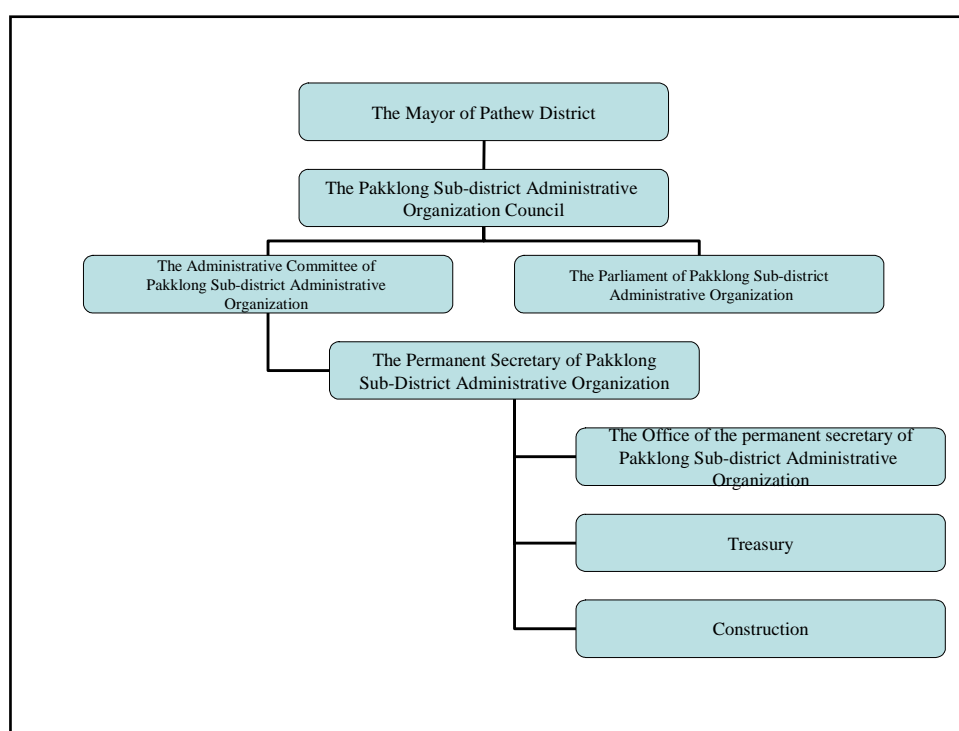 The Mayor of Pathew District
The Pakklong Sub-district Administrative
Organization Council
The Administrative Committee of
Pakklong Sub-district Administrative
Organization
The Parliament of Pakklong Sub-district
Administrative Organization
The Permanent Secretary of Pakklong
Sub-District Administrative Organization
The Office of the permanent secretary of
Pakklong Sub-district Administrative
Organization
Treasury
Construction